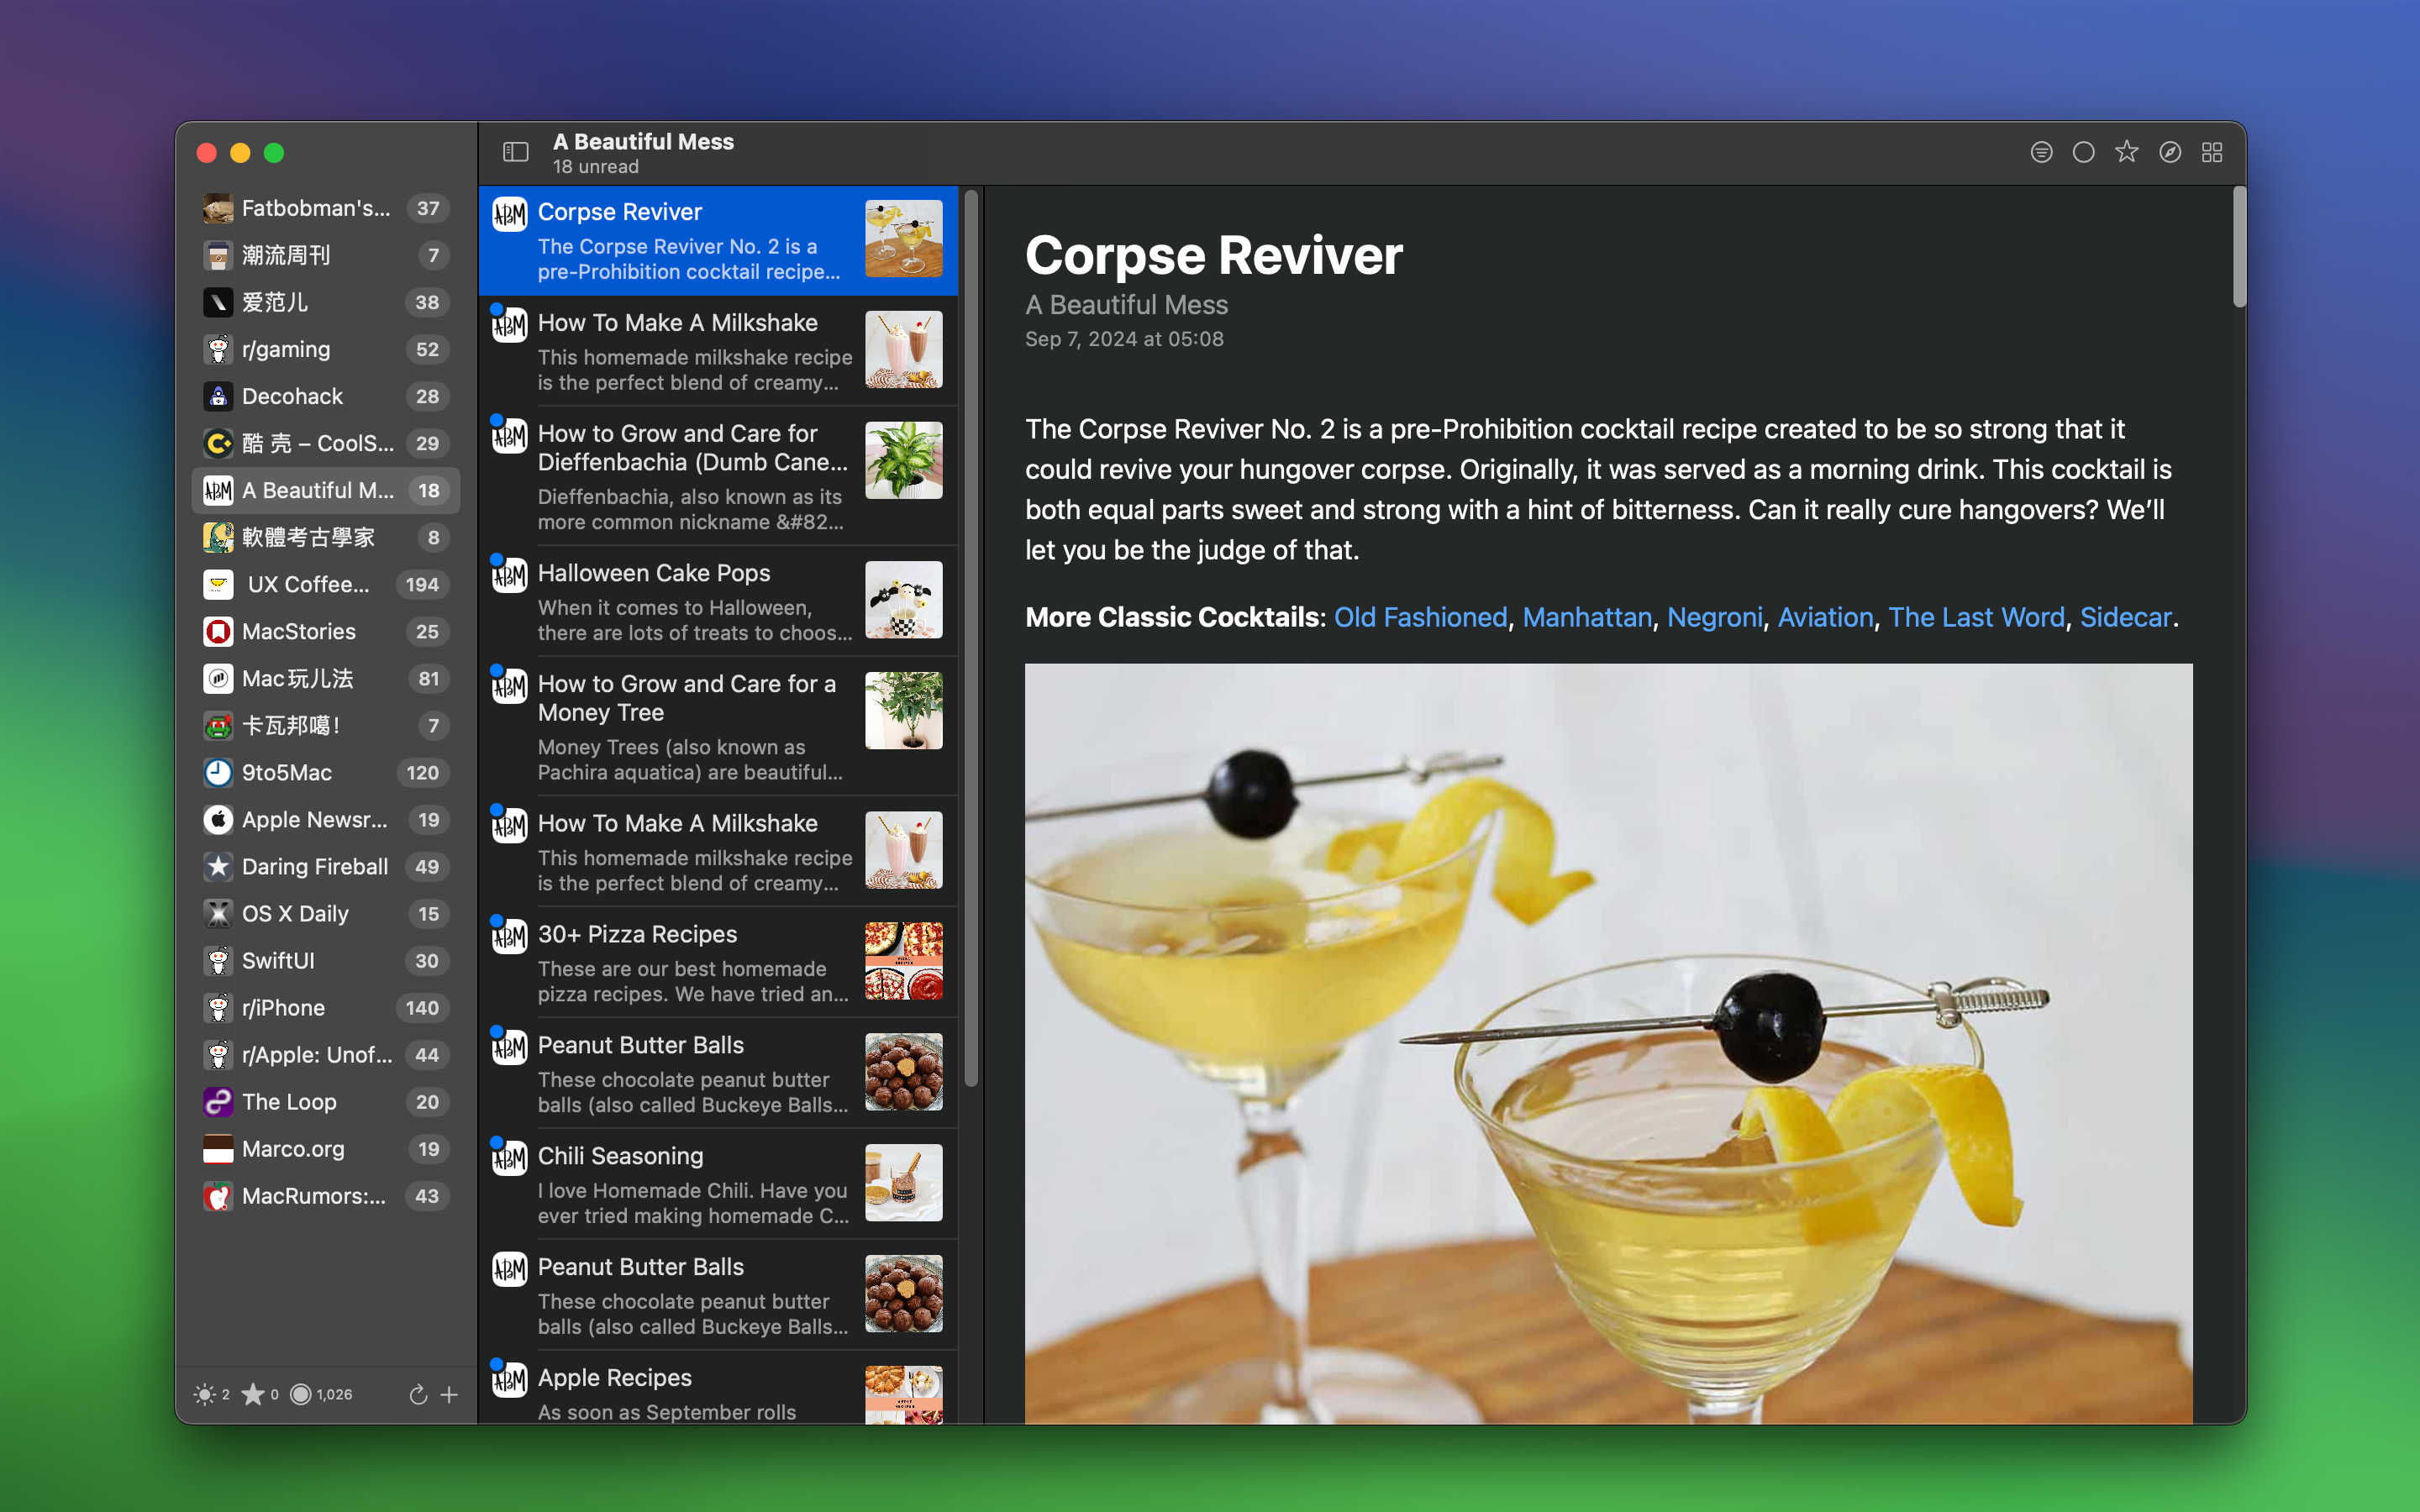 Fatbobman's... 37
潮流周刊 7
爱范儿 38
r/gaming 52
Decohack 28
酷 壳 – CoolS... 29
A Beautiful M... 18
軟體考古學家 8
UX Coffee... 194
MacStories 25
Mac玩儿法 81
卡瓦邦噶！ 7
9to5Mac 120
Apple Newsr... 19
Daring Fireball 49
OS X Daily 15
SwiftUI 30
r/iPhone 140
r/Apple: Unof... 44
The Loop 20
Marco.org 19
MacRumors:... 43
2 0 1,026
A Beautiful Mess
18 unread
ABM
Corpse Reviver
The Corpse Reviver No. 2 is a
pre-Prohibition cocktail recipe...
ABM
How To Make A Milkshake
This homemade milkshake recipe
is the perfect blend of creamy...
ABM
How to Grow and Care for
Dieffenbachia (Dumb Cane...
Dieffenbachia, also known as its
more common nickname &#82...
ABM
Halloween Cake Pops
When it comes to Halloween,
there are lots of treats to choos...
ABM
How to Grow and Care for a
Money Tree
Money Trees (also known as
Pachira aquatica) are beautiful...
ABM
How To Make A Milkshake
This homemade milkshake recipe
is the perfect blend of creamy...
ABM
30+ Pizza Recipes
These are our best homemade
pizza recipes. We have tried an...
ABM
Peanut Butter Balls
These chocolate peanut butter
balls (also called Buckeye Balls...
ABM
Chili Seasoning
I love Homemade Chili. Have you
ever tried making homemade C...
ABM
Peanut Butter Balls
These chocolate peanut butter
balls (also called Buckeye Balls...
ABM
Apple Recipes
As soon as September rolls
Corpse Reviver
A Beautiful Mess
Sep 7, 2024 at 05:08
The Corpse Reviver No. 2 is a pre-Prohibition cocktail recipe created to be so strong that it
could revive your hungover corpse. Originally, it was served as a morning drink. This cocktail is
both equal parts sweet and strong with a hint of bitterness. Can it really cure hangovers? We’ll
let you be the judge of that.
More Classic Cocktails: Old Fashioned, Manhattan, Negroni, Aviation, The Last Word, Sidecar.